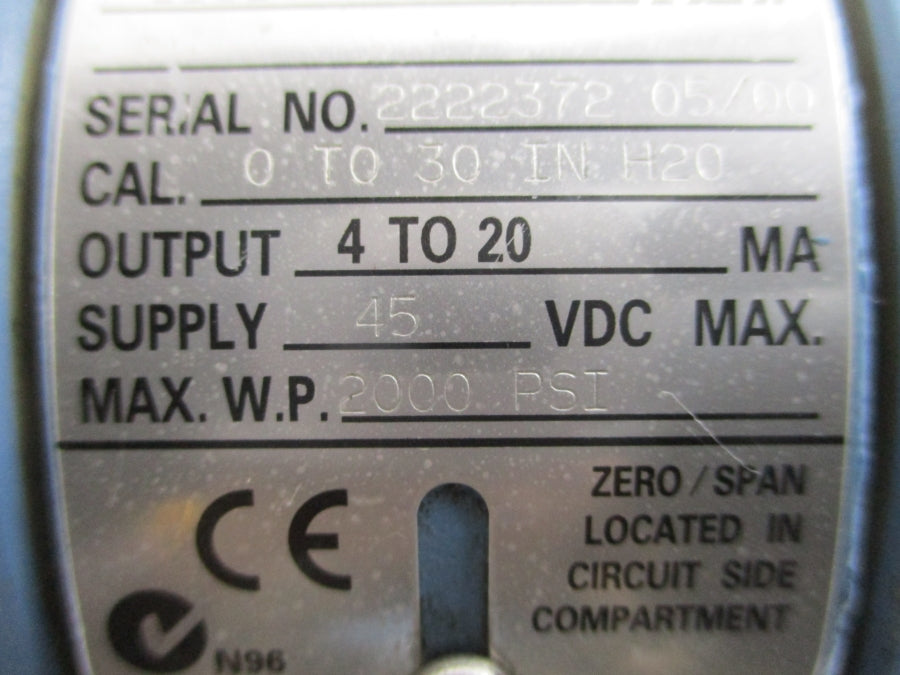 SERIAL NO. 2222372 05/00
CAL. 0 TO 30 IN H20
OUTPUT 4 TO 20 MA
SUPPLY 45 VDC MAX.
MAX. W.P. 2000 PSI
CE
ZERO / SPAN
LOCATED IN
CIRCUIT SIDE
COMPARTMENT
N96